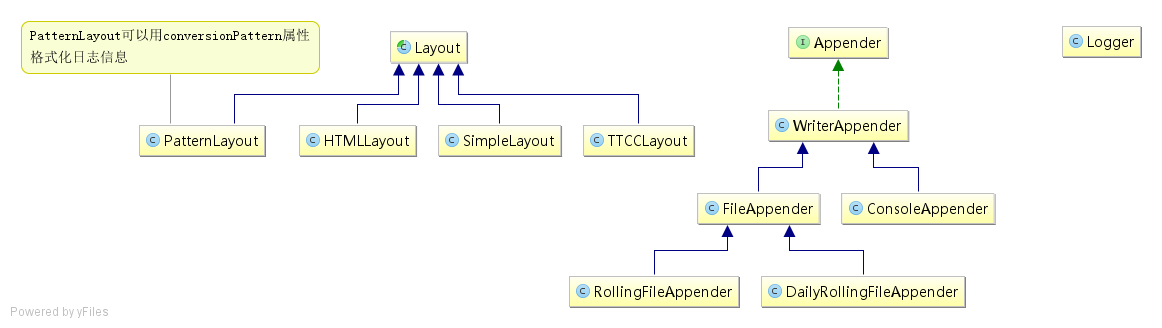 PatternLayout可以用conversionPattern属性
格式化日志信息
C Layout
I Appender
C Logger
C PatternLayout
C HTMLLayout
C SimpleLayout
C TTCCLayout
C WriterAppender
C FileAppender
C ConsoleAppender
C RollingFileAppender
C DailyRollingFileAppender
Powered by yFiles